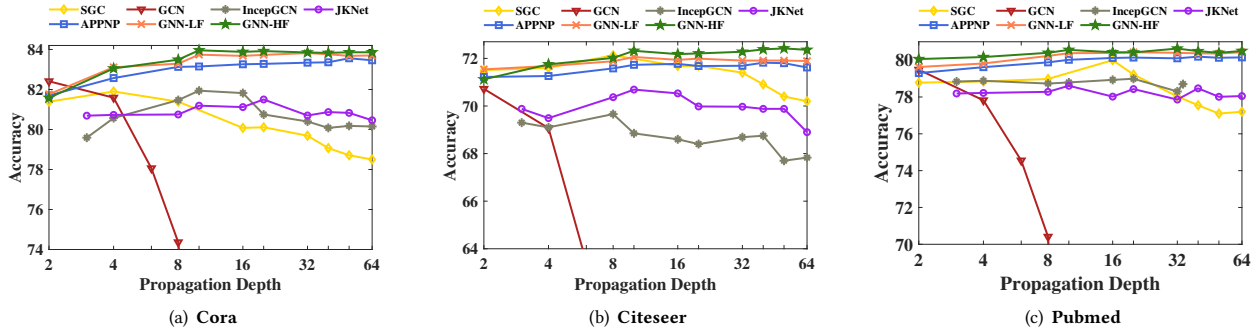 SGC GCN IncepGCN JKNet
APPNP GNN-LF GNN-HF
84
82
80
78
76
74
Accuracy
2 4 8 16 32 64
Propagation Depth
(a) Cora
SGC GCN IncepGCN JKNet
APPNP GNN-LF GNN-HF
72
70
68
66
64
Accuracy
2 4 8 16 32 64
Propagation Depth
(b) Citeseer
SGC GCN IncepGCN JKNet
APPNP GNN-LF GNN-HF
80
78
76
74
72
70
Accuracy
2 4 8 16 32 64
Propagation Depth
(c) Pubmed